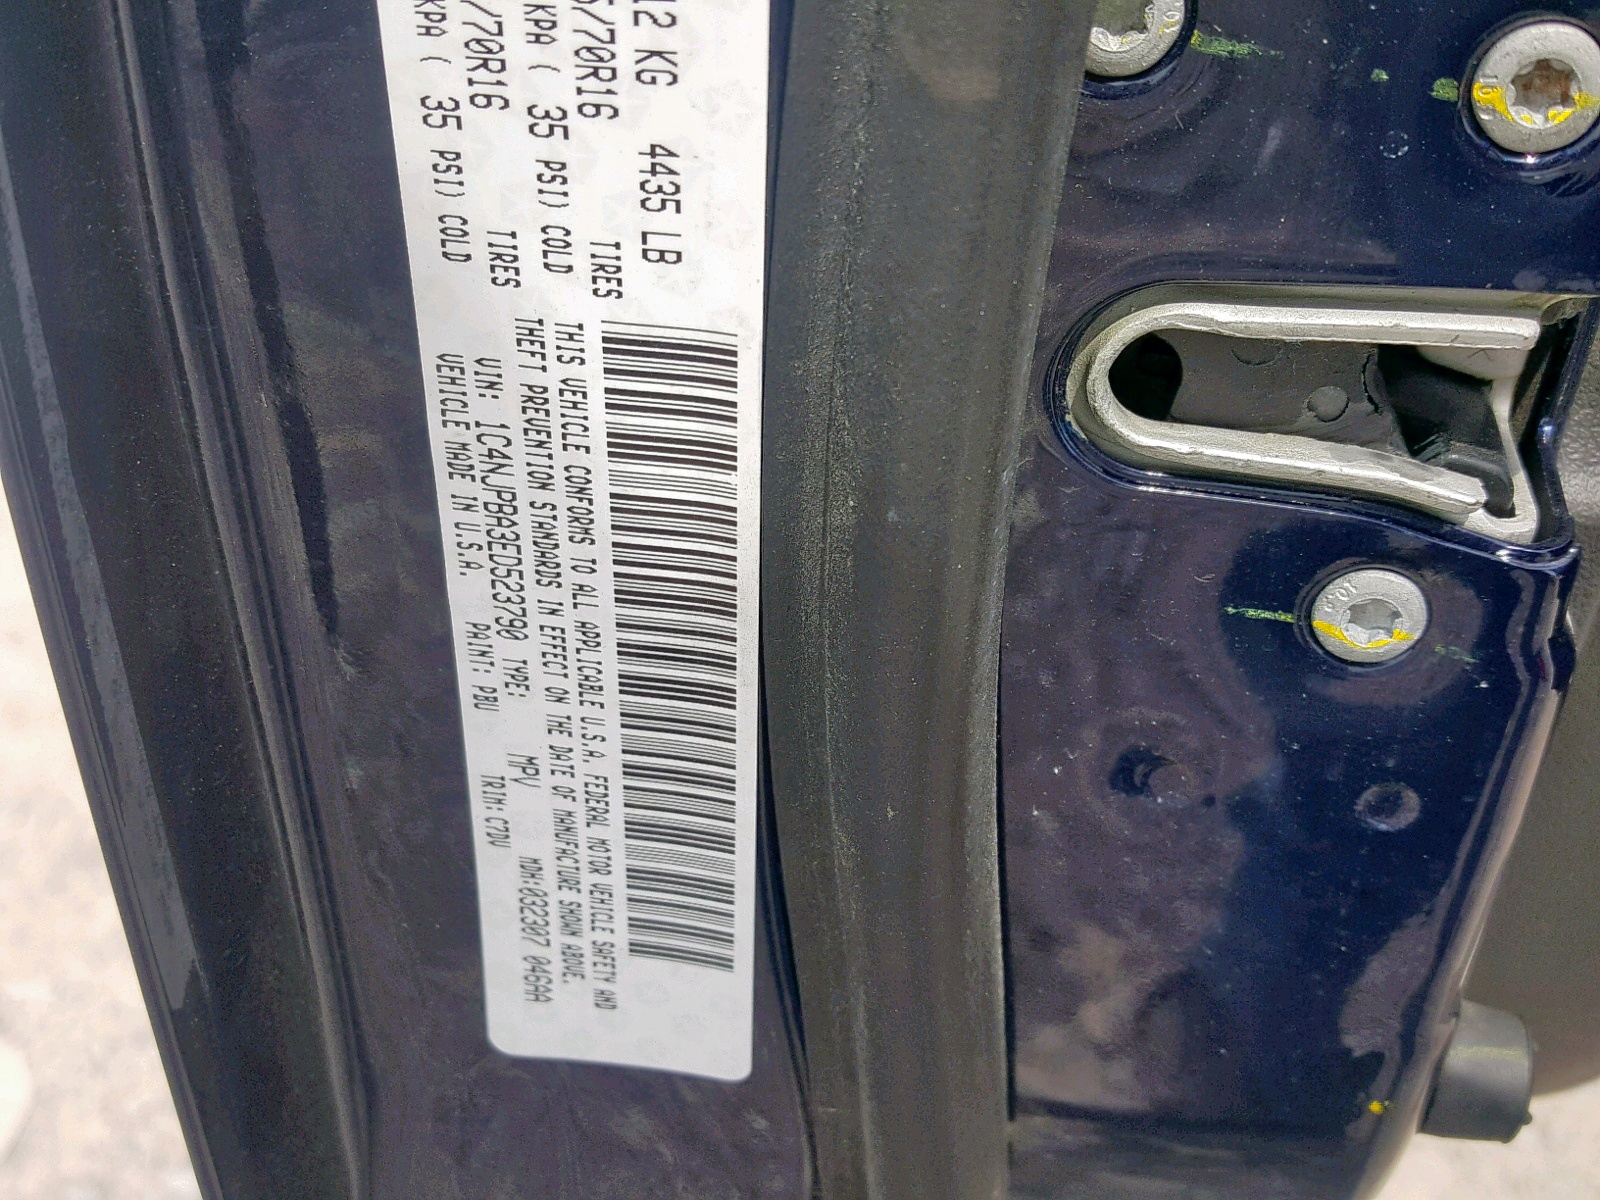 12 KG 4435 LB
5/70R16 TIRES
KPA ( 35 PSI) COLD
/70R16 TIRES
KPA ( 35 PSI) COLD
THIS VEHICLE CONFORMS TO ALL APPLICABLE U.S.A. FEDERAL MOTOR VEHICLE SAFETY AND
THEFT PREVENTION STANDARDS IN EFFECT ON THE DATE OF MANUFACTURE SHOWN ABOVE.
VIN: 1C4NJPBA3ED523790 TYPE: MPV MDH: 032307 046AA
VEHICLE MADE IN U.S.A. PAINT: PBU TRIM: C7DV